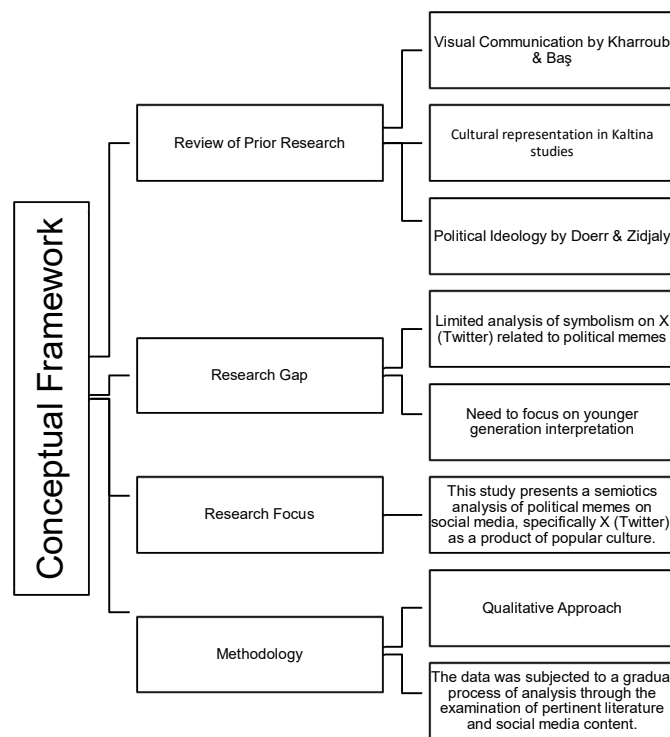 Conceptual Framework
Review of Prior Research
Visual Communication by Kharroub
& Baş
Cultural representation in Kaltina
studies
Political Ideology by Doerr & Zidjaly
Research Gap
Limited analysis of symbolism on X
(Twitter) related to political memes
Need to focus on younger
generation interpretation
Research Focus
This study presents a semiotics
analysis of political memes on
social media, specifically X (Twitter)
as a product of popular culture.
Methodology
Qualitative Approach
The data was subjected to a gradual
process of analysis through the
examination of pertinent literature
and social media content.